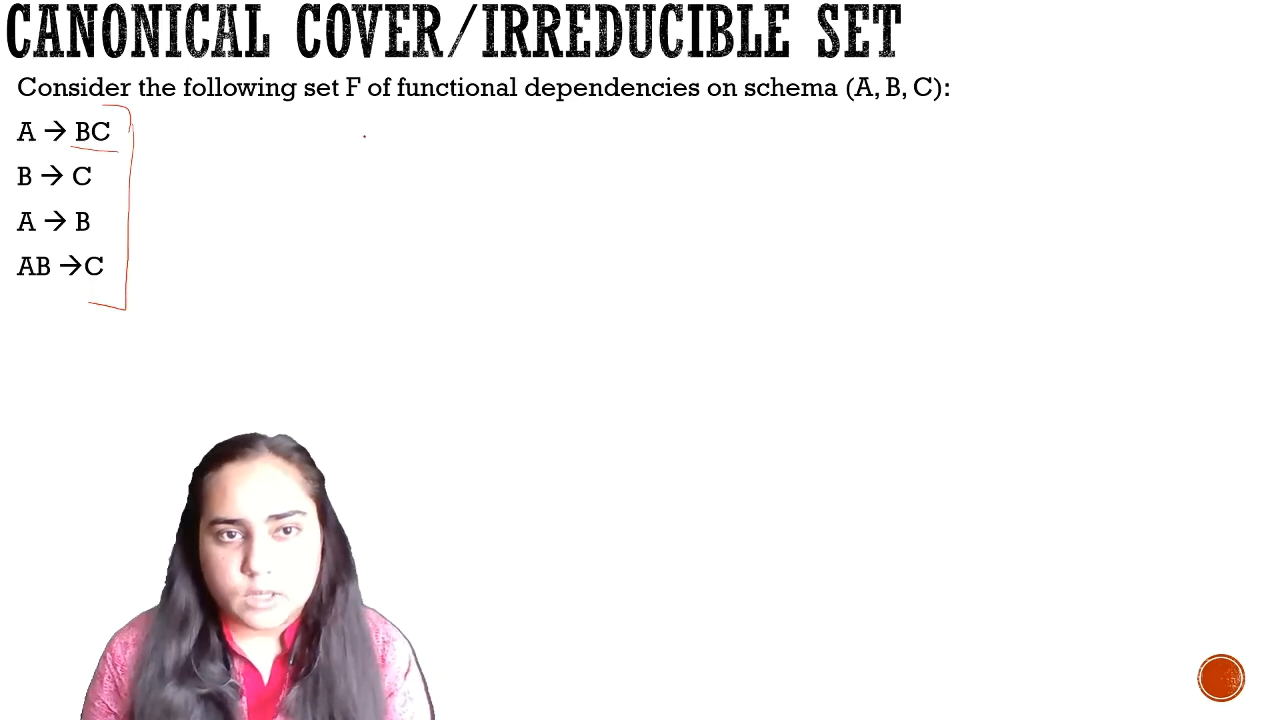 CANONICAL COVER/IRREDUCIBLE SET
Consider the following set F of functional dependencies on schema (A, B, C):
A → BC
B → C
A → B
AB →C